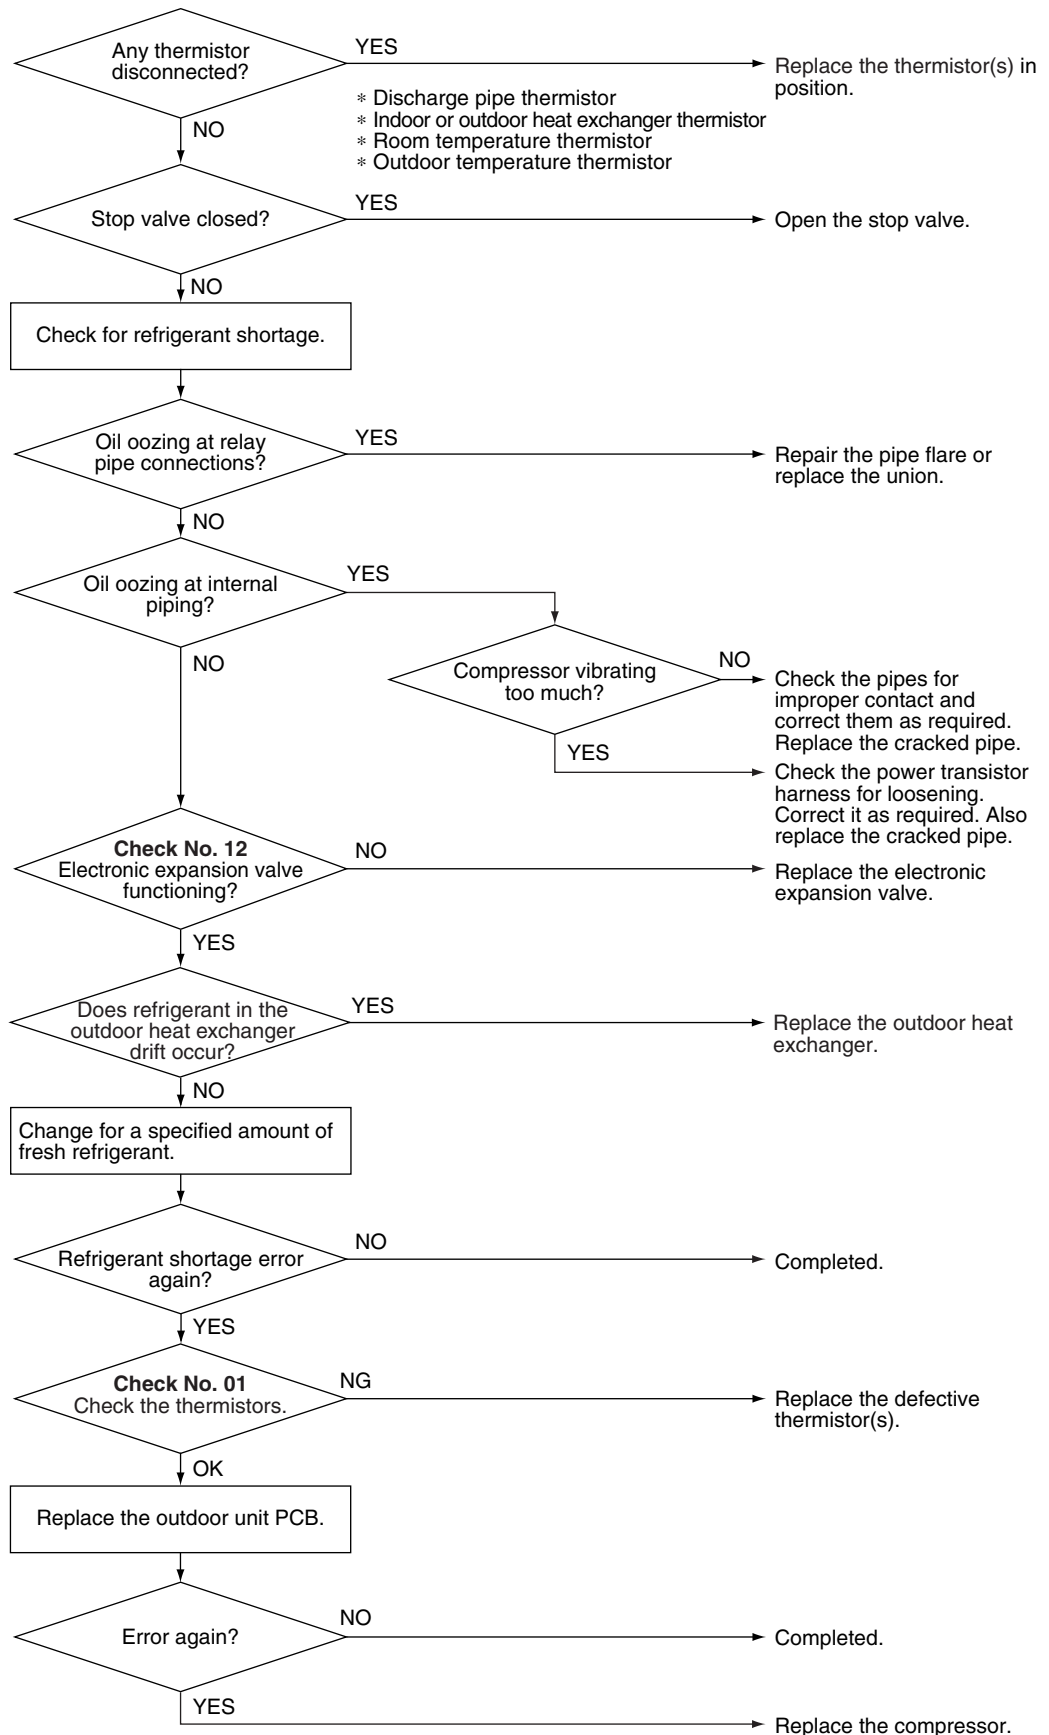 Any thermistor
disconnected?
YES
Replace the thermistor(s) in
position.
∗ Discharge pipe thermistor
∗ Indoor or outdoor heat exchanger thermistor
∗ Room temperature thermistor
∗ Outdoor temperature thermistor
NO
Stop valve closed?
YES
Open the stop valve.
NO
Check for refrigerant shortage.
Oil oozing at relay
pipe connections?
YES
Repair the pipe flare or
replace the union.
NO
Oil oozing at internal
piping?
YES
NO
Compressor vibrating
too much?
NO
Check the pipes for
improper contact and
correct them as required.
Replace the cracked pipe.
YES
Check the power transistor
harness for loosening.
Correct it as required. Also
replace the cracked pipe.
Check No. 12
Electronic expansion valve
functioning?
NO
Replace the electronic
expansion valve.
YES
Does refrigerant in the
outdoor heat exchanger
drift occur?
YES
Replace the outdoor heat
exchanger.
NO
Change for a specified amount of
fresh refrigerant.
Refrigerant shortage error
again?
NO
Completed.
YES
Check No. 01
Check the thermistors.
NG
Replace the defective
thermistor(s).
OK
Replace the outdoor unit PCB.
Error again?
NO
Completed.
YES
Replace the compressor.